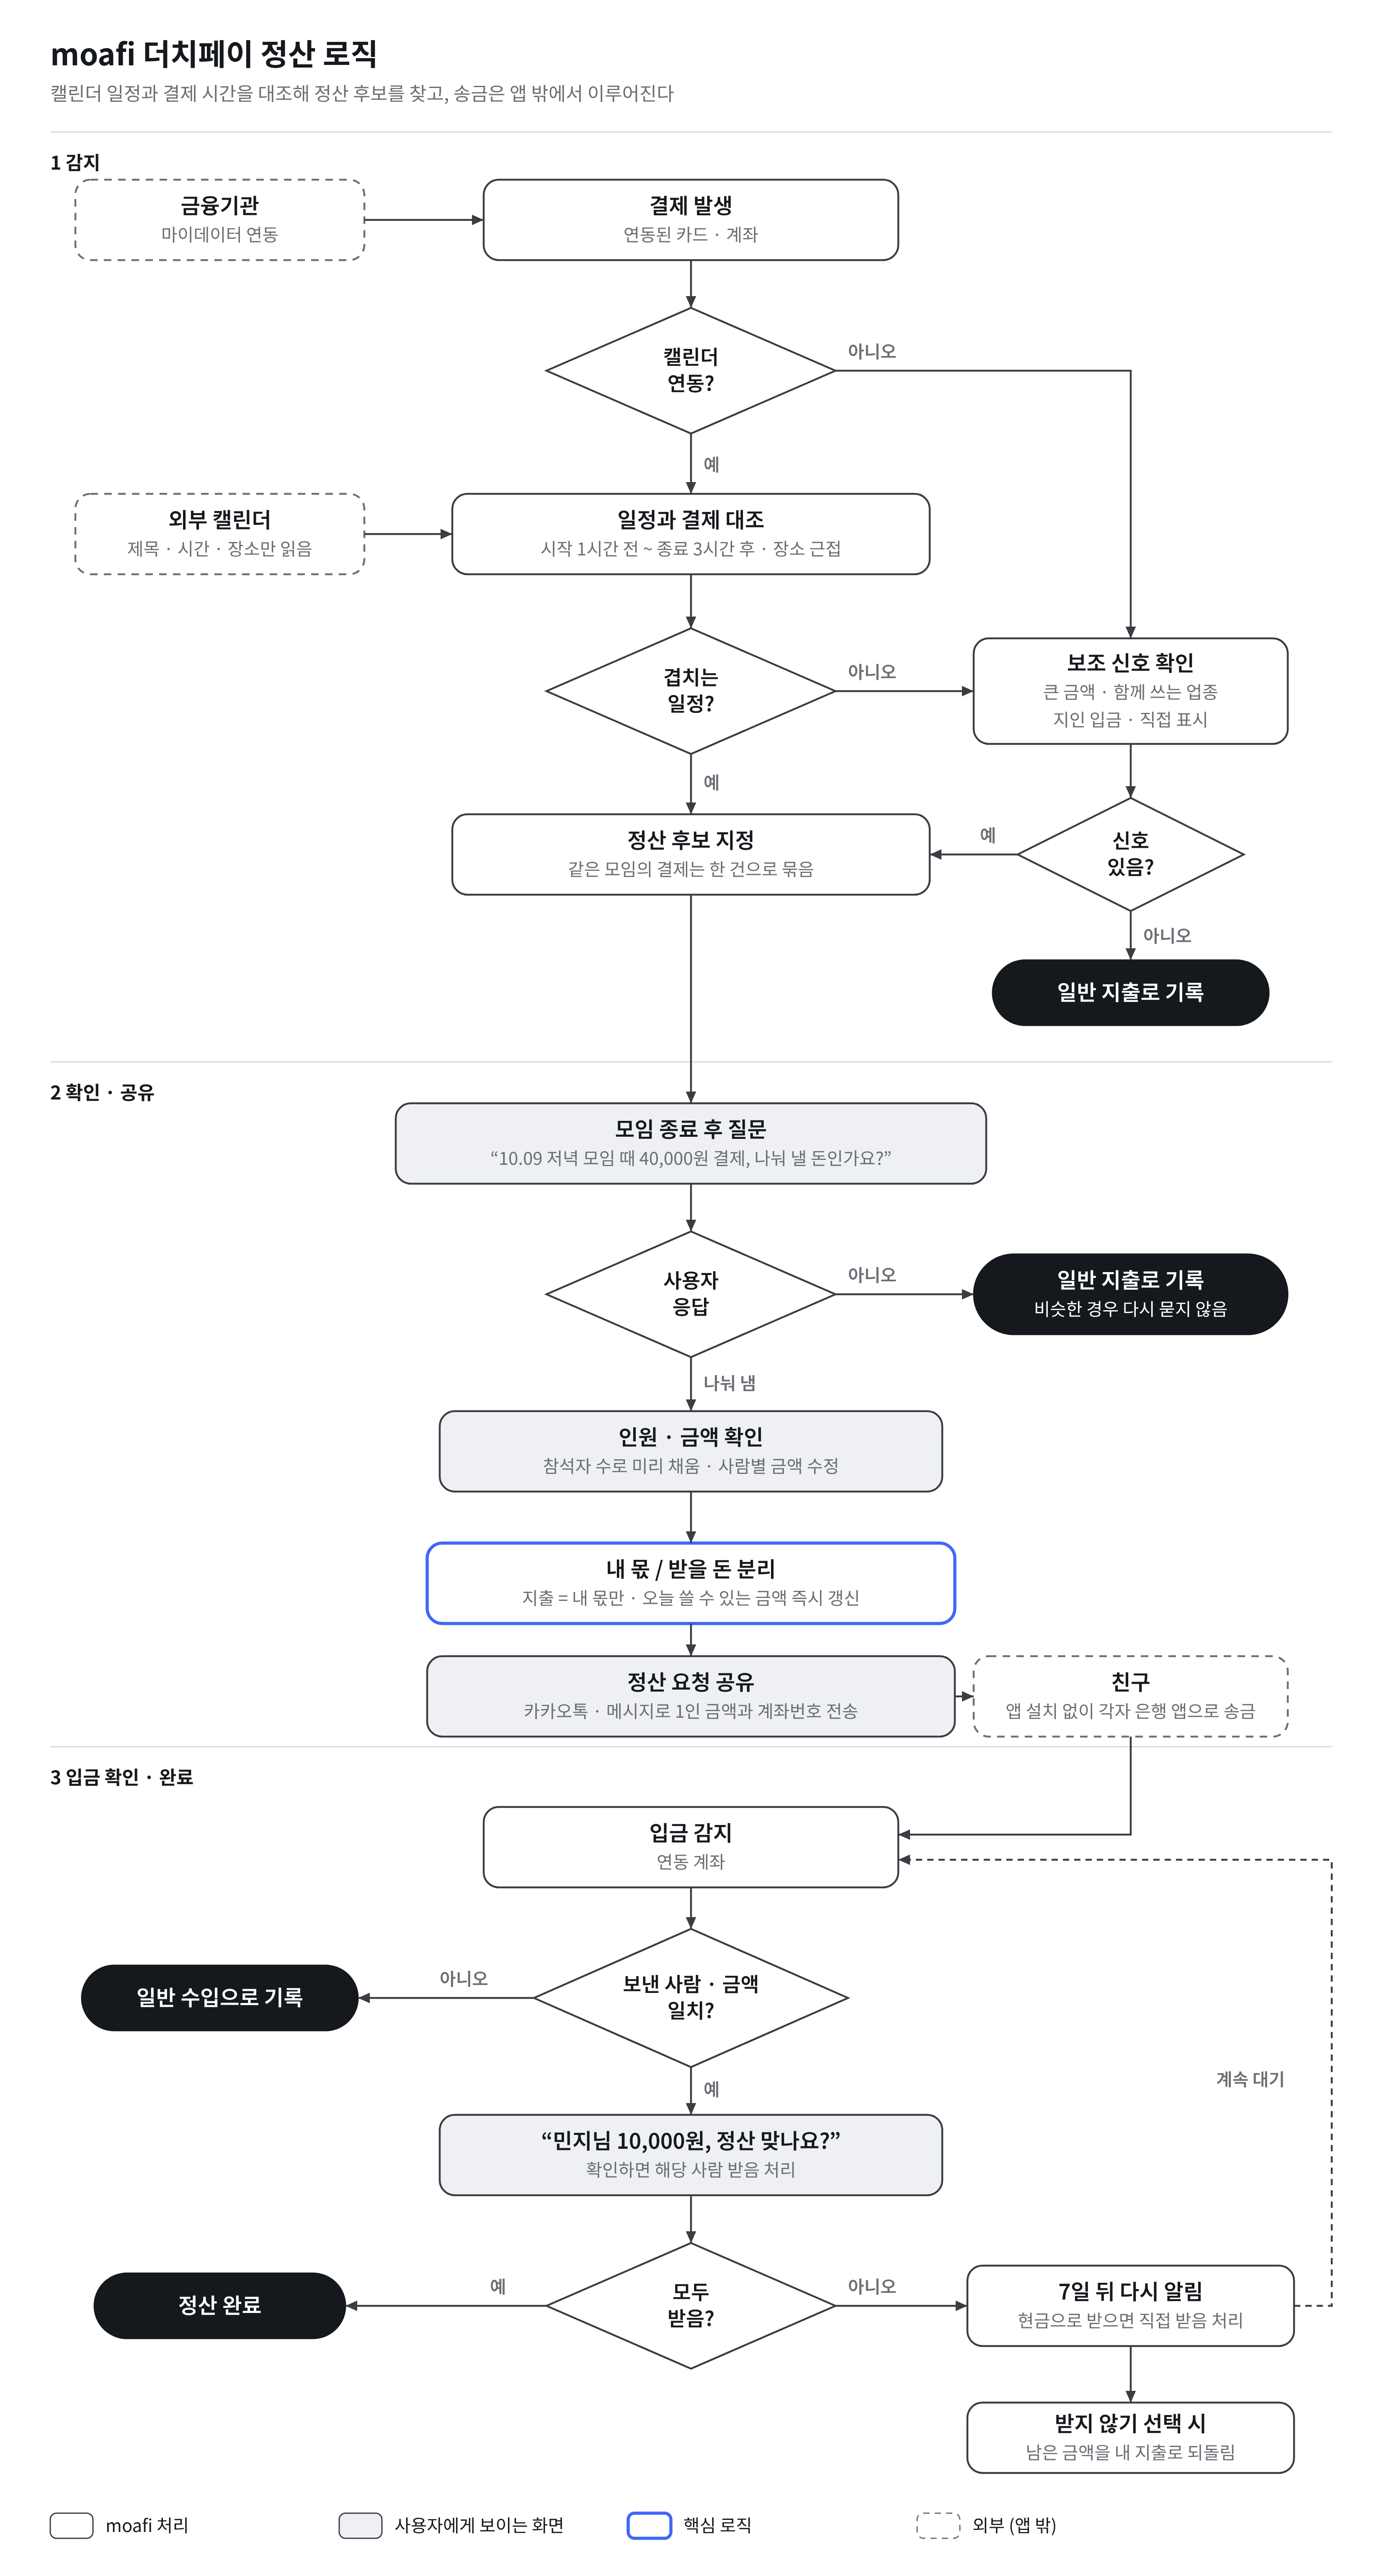 moafi 더치페이 정산 로직
캘린더 일정과 결제 시간을 대조해 정산 후보를 찾고, 송금은 앱 밖에서 이루어진다
1 감지
금융기관
마이데이터 연동
결제 발생
연동된 카드 · 계좌
캘린더
연동?
아니오
예
외부 캘린더
제목 · 시간 · 장소만 읽음
일정과 결제 대조
시작 1시간 전 ~ 종료 3시간 후 · 장소 근접
겹치는
일정?
아니오
보조 신호 확인
큰 금액 · 함께 쓰는 업종
지인 입금 · 직접 표시
예
정산 후보 지정
같은 모임의 결제는 한 건으로 묶음
예
신호
있음?
아니오
일반 지출로 기록
2 확인 · 공유
모임 종료 후 질문
“10.09 저녁 모임 때 40,000원 결제, 나눠 낼 돈인가요?”
사용자
응답
아니오
일반 지출로 기록
비슷한 경우 다시 묻지 않음
나눠 냄
인원 · 금액 확인
참석자 수로 미리 채움 · 사람별 금액 수정
내 몫 / 받을 돈 분리
지출 = 내 몫만 · 오늘 쓸 수 있는 금액 즉시 갱신
정산 요청 공유
카카오톡 · 메시지로 1인 금액과 계좌번호 전송
친구
앱 설치 없이 각자 은행 앱으로 송금
3 입금 확인 · 완료
입금 감지
연동 계좌
일반 수입으로 기록
아니오
보낸 사람 · 금액
일치?
예
계속 대기
“민지님 10,000원, 정산 맞나요?”
확인하면 해당 사람 받음 처리
정산 완료
예
모두
받음?
아니오
7일 뒤 다시 알림
현금으로 받으면 직접 받음 처리
받지 않기 선택 시
남은 금액을 내 지출로 되돌림
moafi 처리
사용자에게 보이는 화면
핵심 로직
외부 (앱 밖)